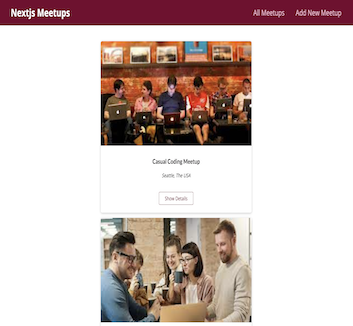 Nextjs Meetups
All Meetups
Add New Meetup
Casual Coding Meetup
Seattle, The USA
Show Details